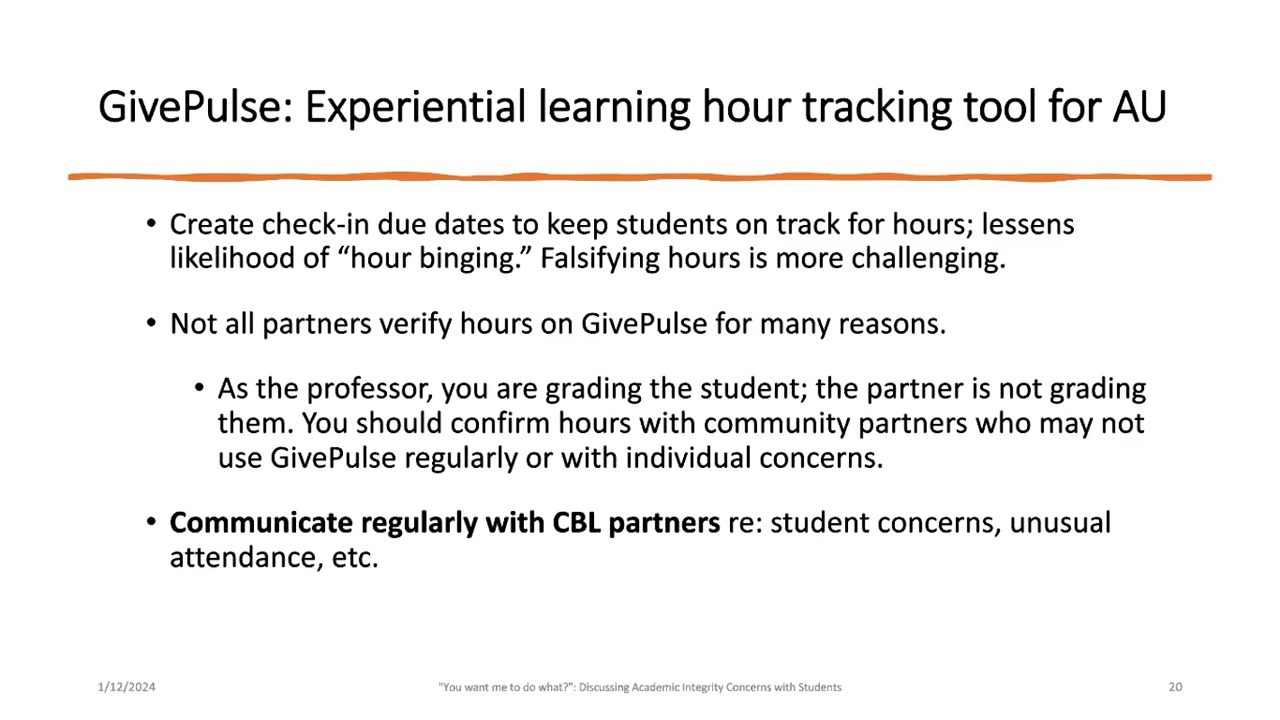 GivePulse: Experiential learning hour tracking tool for AU
• Create check-in due dates to keep students on track for hours; lessens
likelihood of “hour binging.” Falsifying hours is more challenging.
• Not all partners verify hours on GivePulse for many reasons.
• As the professor, you are grading the student; the partner is not grading
them. You should confirm hours with community partners who may not
use GivePulse regularly or with individual concerns.
• Communicate regularly with CBL partners re: student concerns, unusual
attendance, etc.
1/12/2024
"You want me to do what?": Discussing Academic Integrity Concerns with Students
20